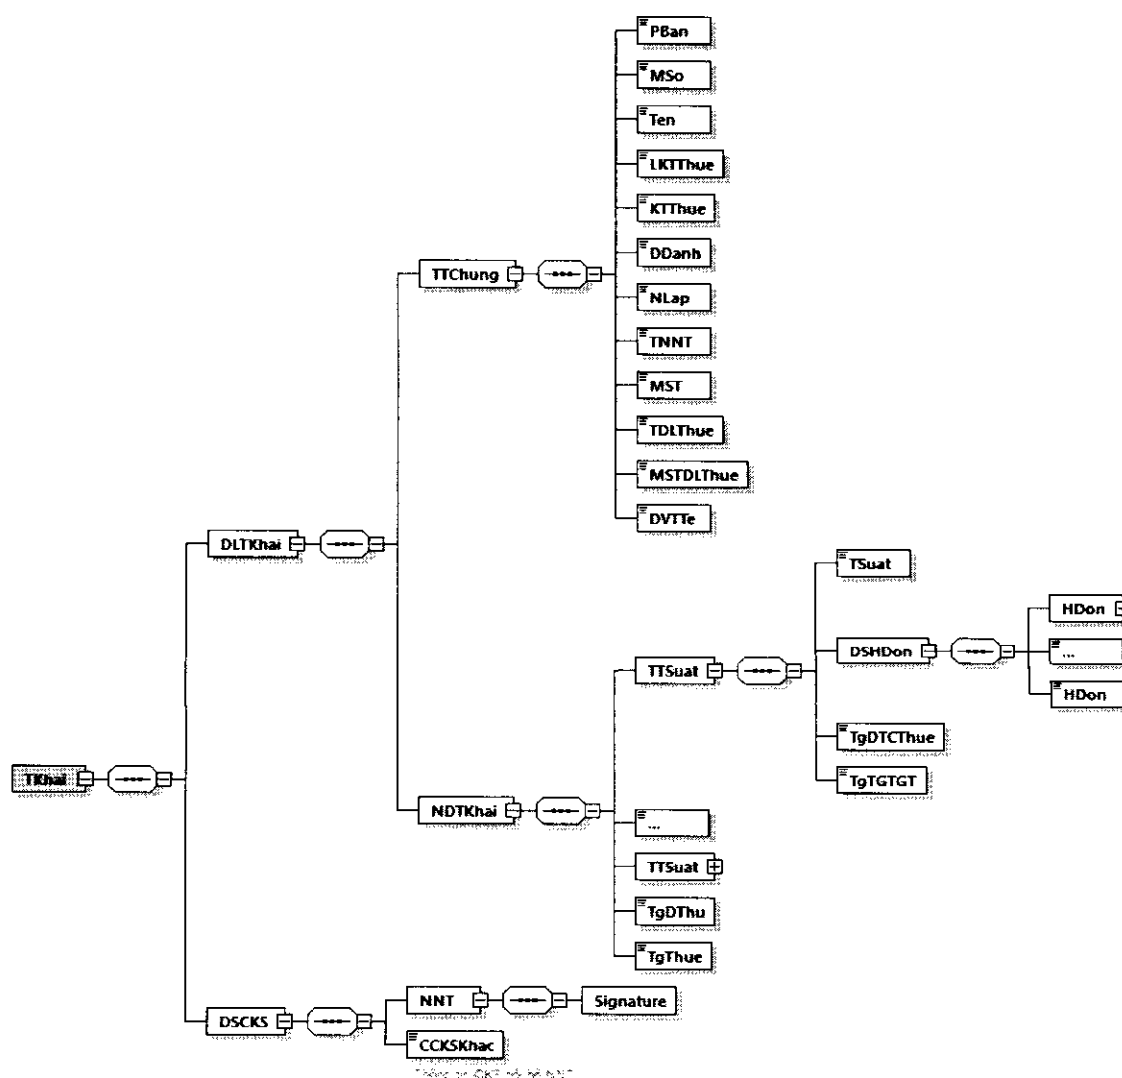 PBan
MSo
Ten
LKTThue
KTThue
DDanh
TTChung
NLap
TNNT
MST
TDLThue
MSTDLThue
DVTTe
DLTKhai
TSuat
HDon
DSHDon
...
TTSuat
HDon
TgDTCThue
TKhai
TgTGTGT
NDTKhai
...
TTSuat
TgDThu
TgThue
NNT
Signature
DSCKS
CCKSKhac